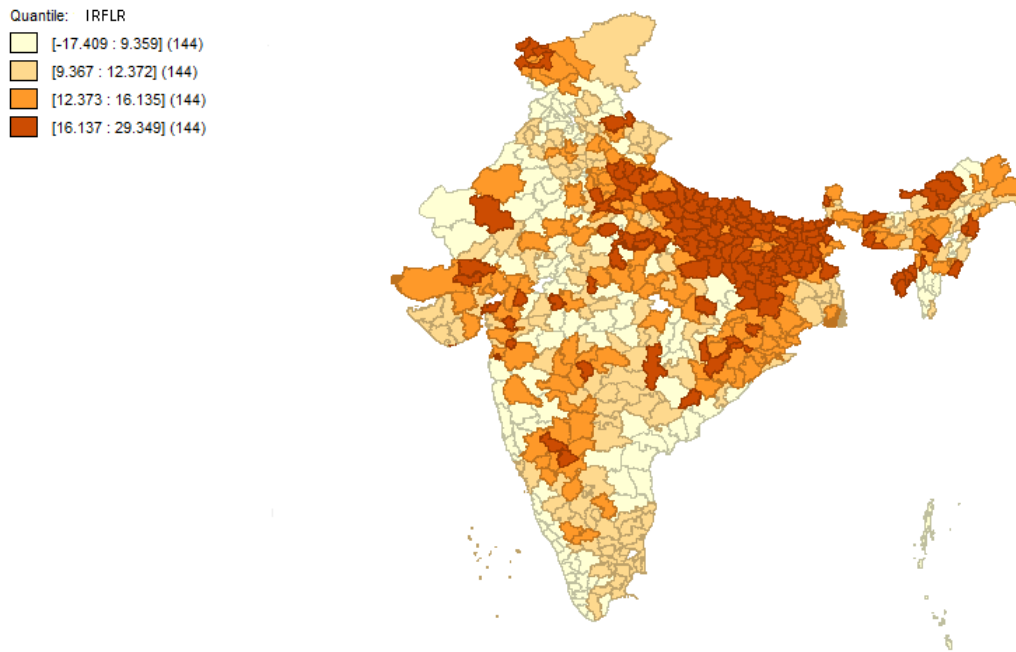 Quantile: IRFLR
[-17.409 : 9.359] (144)
[9.367 : 12.372] (144)
[12.373 : 16.135] (144)
[16.137 : 29.349] (144)